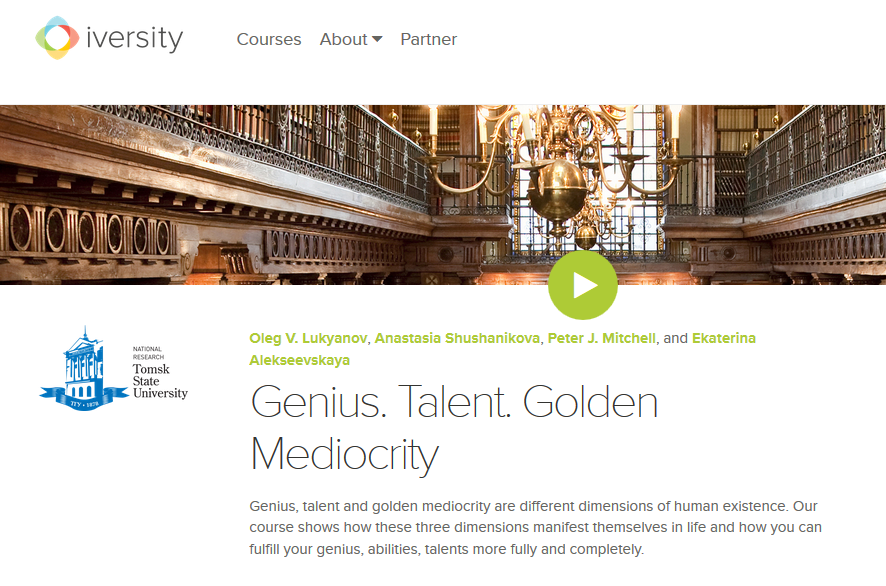 iversity
Courses
About
Partner
Oleg V. Lukyanov, Anastasia Shushanikova, Peter J. Mitchell, and Ekaterina
Alekseevskaya
NATIONAL
RESEARCH
Tomsk
State
University
ТГУ • 1878
Genius. Talent. Golden
Mediocrity
Genius, talent and golden mediocrity are different dimensions of human existence. Our
course shows how these three dimensions manifest themselves in life and how you can
fulfill your genius, abilities, talents more fully and completely.